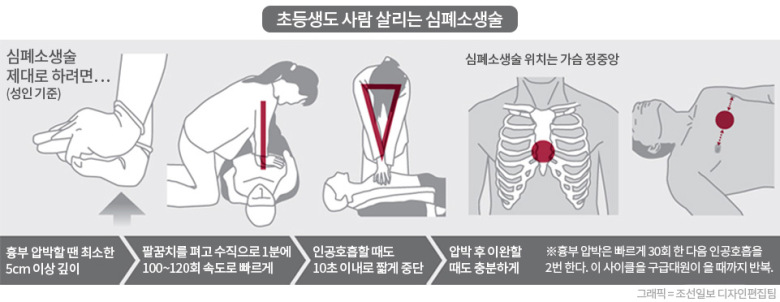 초등생도 사람 살리는 심폐소생술
심폐소생술
제대로 하려면…
(성인 기준)
심폐소생술 위치는 가슴 정중앙
흉부 압박할 땐 최소한
5cm 이상 깊이
팔꿈치를 펴고 수직으로 1분에
100~120회 속도로 빠르게
인공호흡할 때도
10초 이내로 짧게 중단
압박 후 이완할
때도 충분하게
※흉부 압박은 빠르게 30회 한 다음 인공호흡을
2번 한다. 이 사이클을 구급대원이 올 때까지 반복.
그래픽 = 조선일보 디자인편집팀